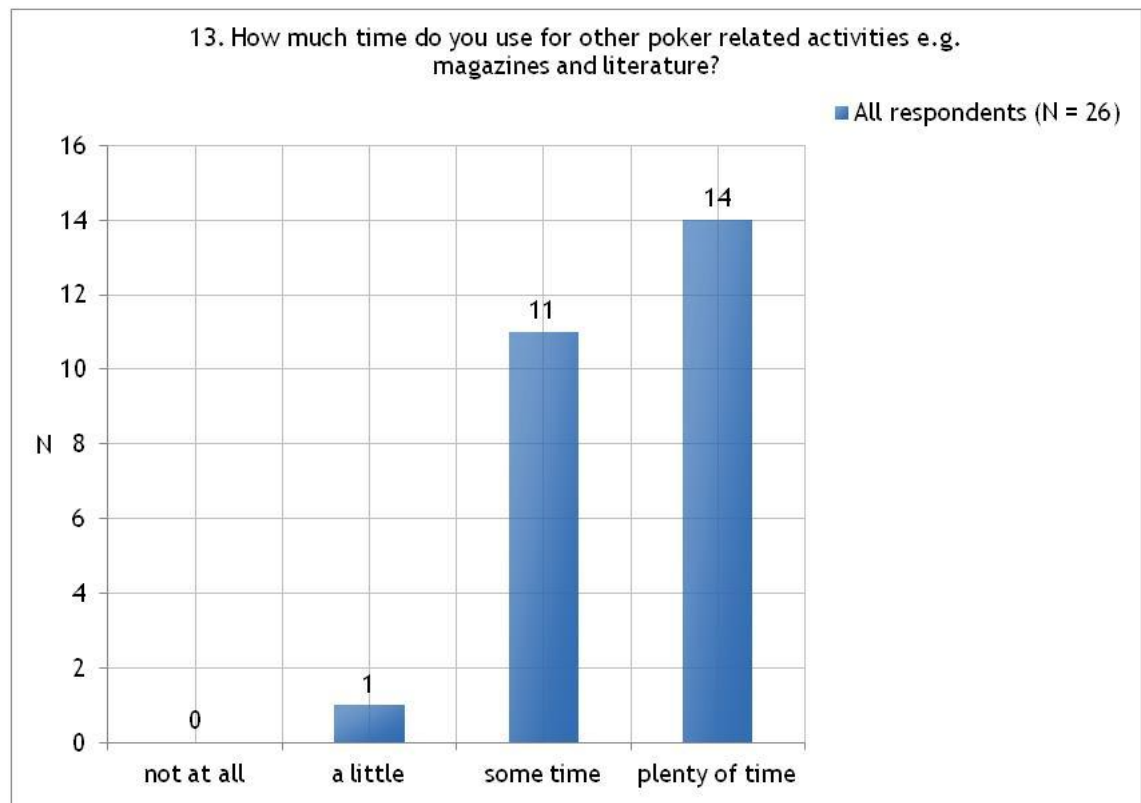 13. How much time do you use for other poker related activities e.g.
magazines and literature?
All respondents (N = 26)
16
14
12
10
N 8
6
4
2
0
0
1
11
14
not at all
a little
some time
plenty of time